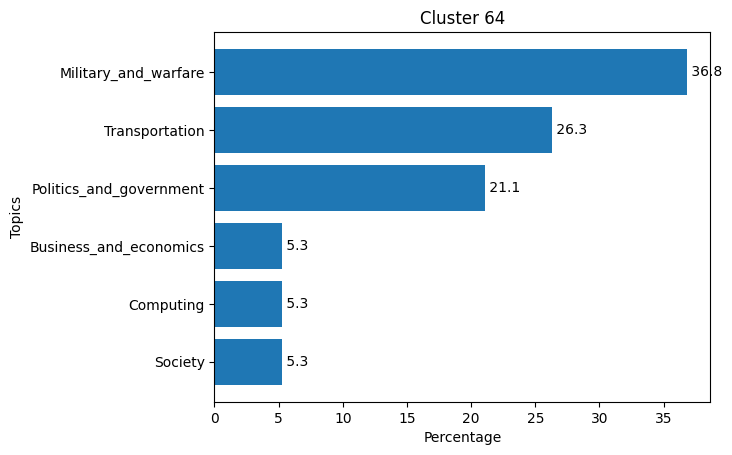 Cluster 64
Topics
Military_and_warfare 36.8
Transportation 26.3
Politics_and_government 21.1
Business_and_economics 5.3
Computing 5.3
Society 5.3
0 5 10 15 20 25 30 35
Percentage